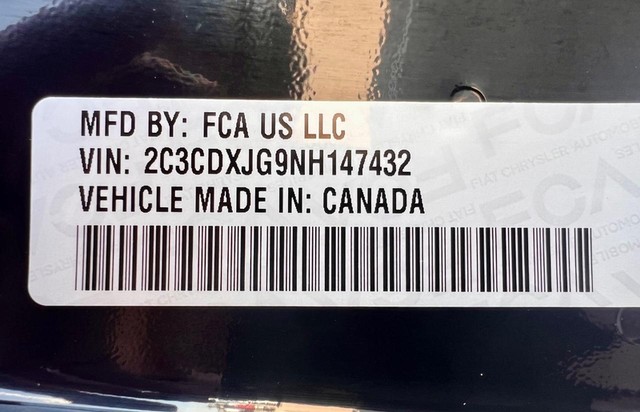 MFD BY: FCA US LLC
VIN: 2C3CDXJG9NH147432
VEHICLE MADE IN: CANADA